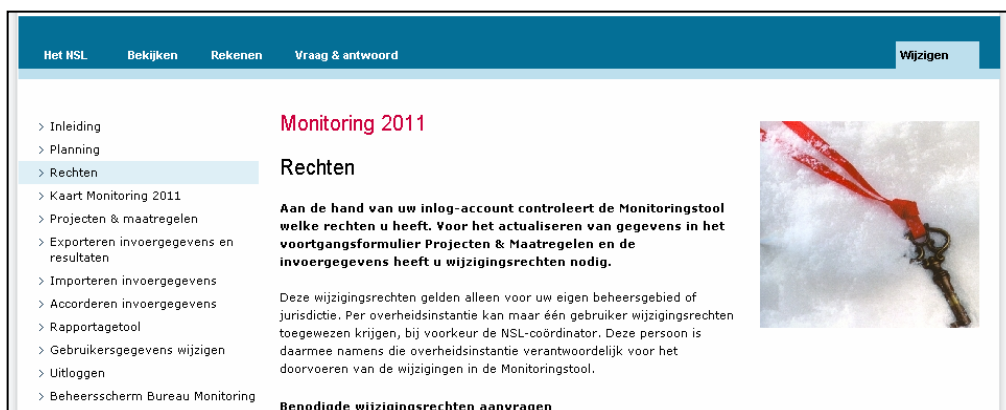 Het NSL Bekijken Rekenen Vraag & antwoord Wijzigen
> Inleiding
> Planning
> Rechten
> Kaart Monitoring 2011
> Projecten & maatregelen
> Exporteren invoergegevens en
resultaten
> Importeren invoergegevens
> Accorderen invoergegevens
> Rapportagetool
> Gebruikersgegevens wijzigen
> Uitloggen
> Beheersscherm Bureau Monitoring
Monitoring 2011
Rechten
Aan de hand van uw inlog-account controleert de Monitoringstool
welke rechten u heeft. Voor het actualiseren van gegevens in het
voortgangsformulier Projecten & Maatregelen en de
invoergegevens heeft u wijzigingsrechten nodig.
Deze wijzigingsrechten gelden alleen voor uw eigen beheersgebied of
jurisdictie. Per overheidsinstantie kan maar één gebruiker wijzigingsrechten
toegewezen krijgen, bij voorkeur de NSL-coördinator. Deze persoon is
daarmee namens die overheidsinstantie verantwoordelijk voor het
doorvoeren van de wijzigingen in de Monitoringstool.
Benodigde wijzigingsrechten aanvragen